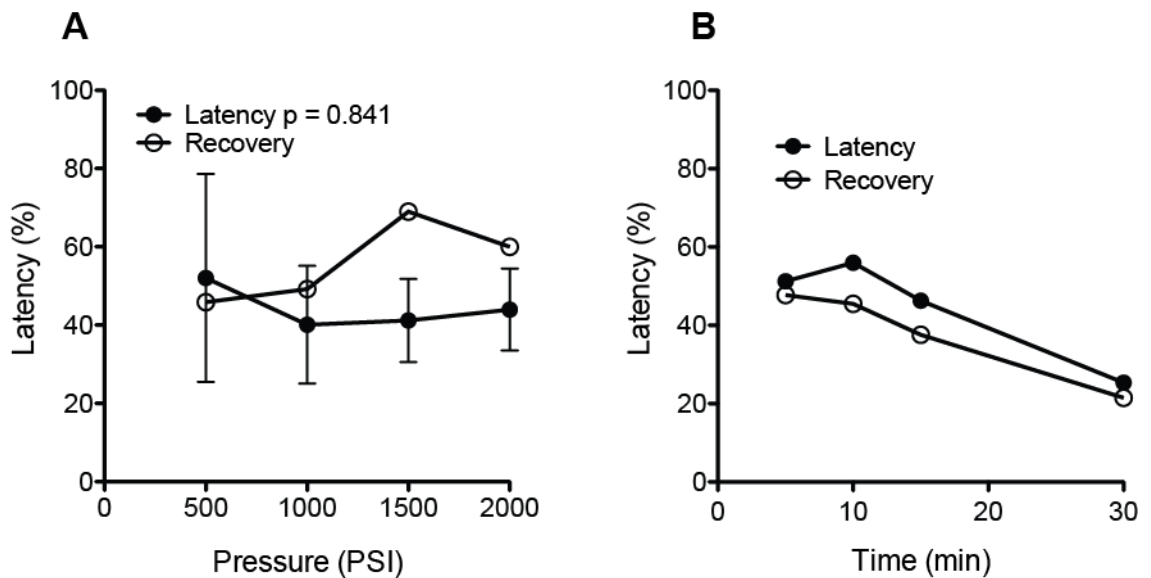 A
Latency (%)
100
80
60
40
20
0
Latency p = 0.841
Recovery
0 500 1000 1500 2000
Pressure (PSI)
B
Latency (%)
100
80
60
40
20
0
Latency
Recovery
0 10 20 30
Time (min)